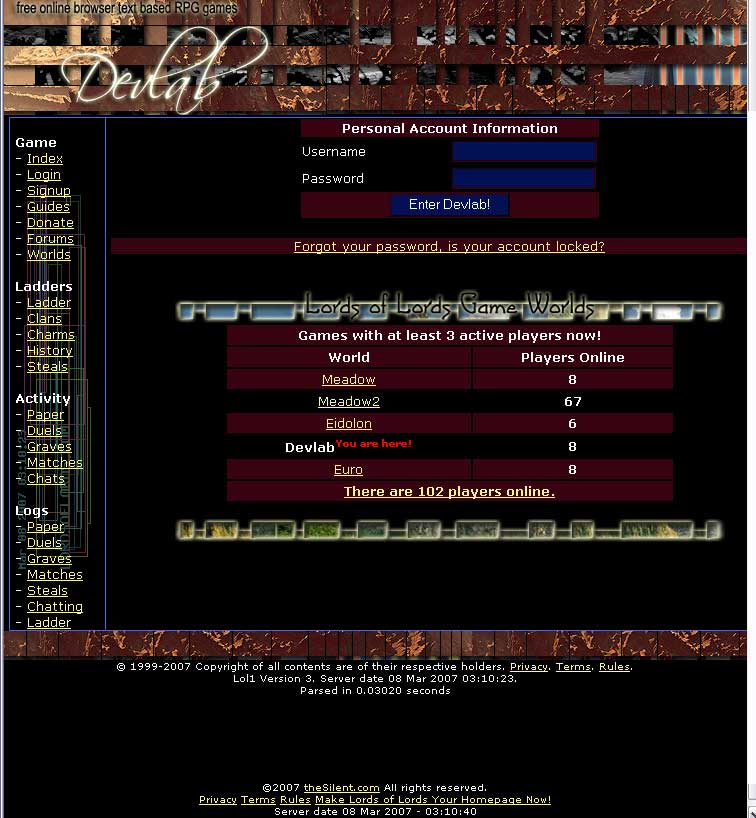 free online browser text based RPG games
Devlab
Game
- Index
- Login
- Signup
- Guides
- Donate
- Forums
- Worlds
Ladders
- Ladder
- Clans
- Charms
- History
- Steals
Activity
- Paper
- Duels
- Graves
- Matches
- Chats
Logs
- Paper
- Duels
- Graves
- Matches
- Steals
- Chatting
- Ladder
Mar 08 2007 03:10:23
Personal Account Information
Username
Password
Enter Devlab!
Forgot your password, is your account locked?
Lords of Lords Game Worlds
Games with at least 3 active players now!
World Players Online
Meadow 8
Meadow2 67
Eidolon 6
Devlab You are here! 8
Euro 8
There are 102 players online.
© 1999-2007 Copyright of all contents are of their respective holders. Privacy. Terms. Rules.
Lol1 Version 3. Server date 08 Mar 2007 03:10:23.
Parsed in 0.03020 seconds
©2007 theSilent.com All rights reserved.
Privacy Terms Rules Make Lords of Lords Your Homepage Now!
Server date 08 Mar 2007 - 03:10:40